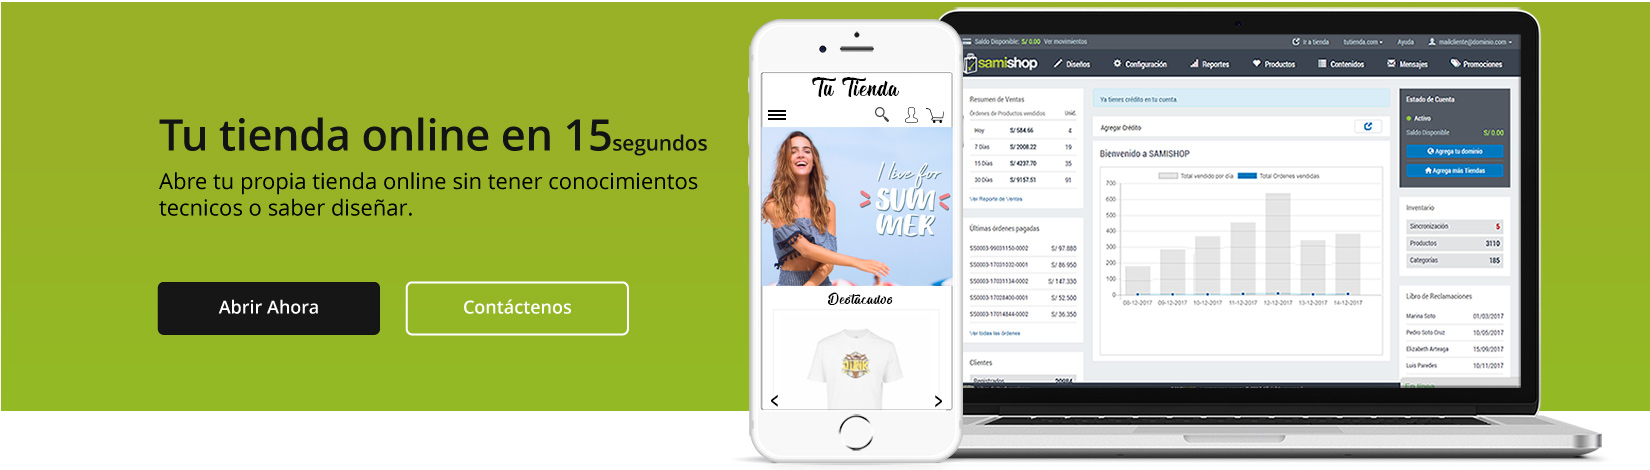 Tu tienda online en 15segundos
Abre tu propia tienda online sin tener conocimientos
tecnicos o saber diseñar.
Abrir Ahora
Contáctenos
Tu Tienda
I live for
SUM
MER
Destacados
<
>
Saldo Disponible: S/ 0.00 Ver movimientos
Ir a tienda
tutienda.com
Ayuda
mailcliente@dominio.com
samishop
Diseños
Configuración
Reportes
Productos
Contenidos
Mensajes
Promociones
Resumen de Ventas
Órdenes de Productos vendidos Unid.
Hoy S/ 584.66 4
7 Días S/ 2008.22 19
15 Días S/ 4237.70 35
30 Días S/ 9157.51 91
Ver Reporte de Ventas
Últimas órdenes pagadas
SS0003-99031150-0002 S/ 97.880
SS0003-17031032-0001 S/ 86.950
SS0003-17031134-0002 S/ 147.330
SS0003-17028400-0001 S/ 52.500
SS0003-17014844-0002 S/ 36.350
Ver todas las órdenes
Clientes
Registrados 20984
Ya tienes crédito en tu cuenta.
Agregar Crédito
Bienvenido a SAMISHOP
Total vendido por día
Total Órdenes vendidas
700
600
500
400
300
200
100
0
08-12-2017 09-12-2017 10-12-2017 11-12-2017 12-12-2017 13-12-2017 14-12-2017
Estado de Cuenta
Activo
Saldo Disponible S/ 0.00
Agrega tu dominio
Agrega más Tiendas
Inventario
Sincronización 5
Productos 3110
Categorías 185
Libro de Reclamaciones
Marina Soto 01/03/2017
Pedro Soto Cruz 10/05/2017
Elizabeth Arteaga 15/09/2017
Luis Paredes 10/11/2017
En línea